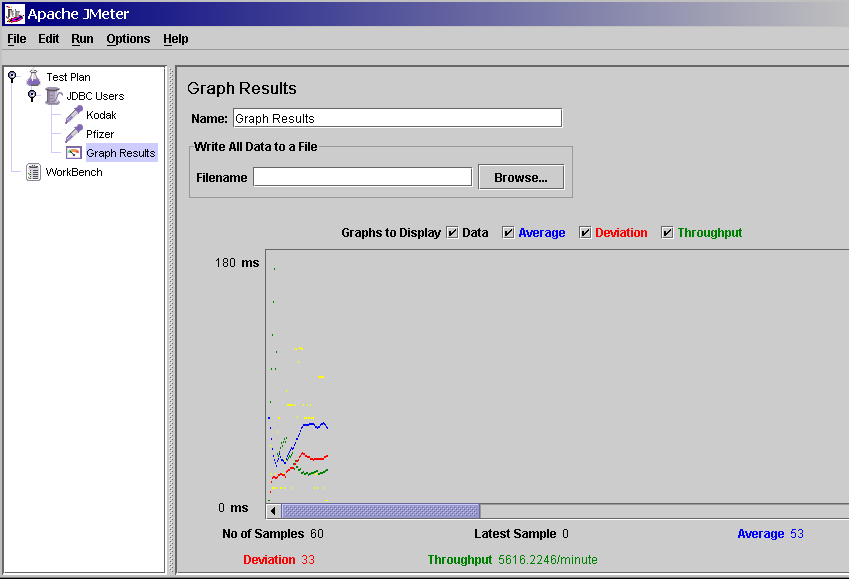 Apache JMeter
File Edit Run Options Help
Test Plan
JDBC Users
Kodak
Pfizer
Graph Results
WorkBench
Graph Results
Name: Graph Results
Write All Data to a File
Filename Browse...
Graphs to Display Data Average Deviation Throughput
180 ms
0 ms
No of Samples 60 Latest Sample 0 Average 53
Deviation 33 Throughput 5616.2246/minute